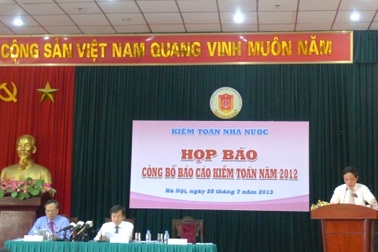 CỘNG SẢN VIỆT NAM QUANG VINH MUÔN NĂM
KIỂM TOÁN NHÀ NƯỚC
HỌP BÁO
CÔNG BỐ BÁO CÁO KIỂM TOÁN NĂM 2012
Hà Nội, ngày 25 tháng 7 năm 2013